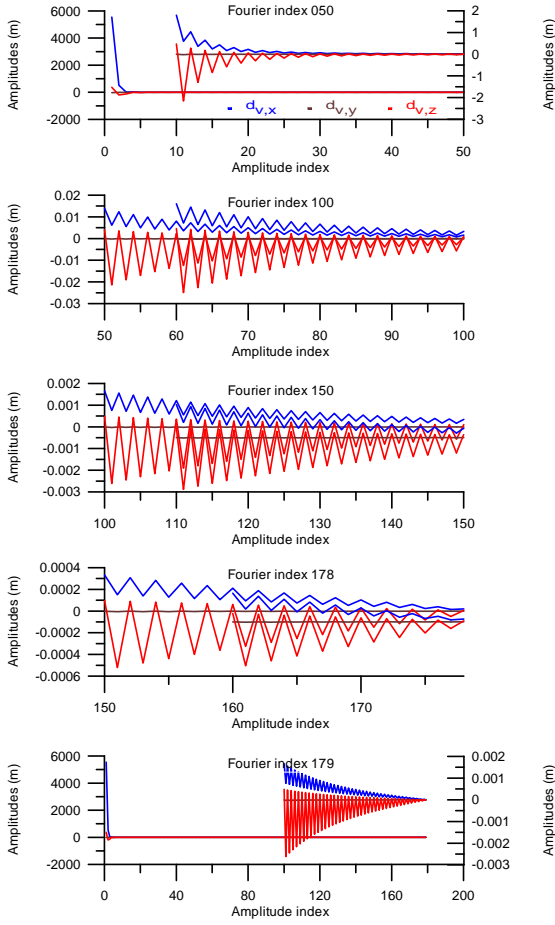 Fourier index 050
6000
4000
2000
0
-2000
2
1
0
-1
-2
-3
Amplitudes (m)
Amplitudes (m)
d v,x d v,y d v,z
0 10 20 30 40 50
Amplitude index
Fourier index 100
0.02
0.01
0
-0.01
-0.02
-0.03
Amplitudes (m)
50 60 70 80 90 100
Amplitude index
Fourier index 150
0.002
0.001
0
-0.001
-0.002
-0.003
Amplitudes (m)
100 110 120 130 140 150
Amplitude index
Fourier index 178
0.0004
0.0002
0
-0.0002
-0.0004
-0.0006
Amplitudes (m)
150 160 170
Amplitude index
Fourier index 179
6000
4000
2000
0
-2000
0.002
0.001
0
-0.001
-0.002
-0.003
Amplitudes (m)
Amplitudes (m)
0 40 80 120 160 200
Amplitude index